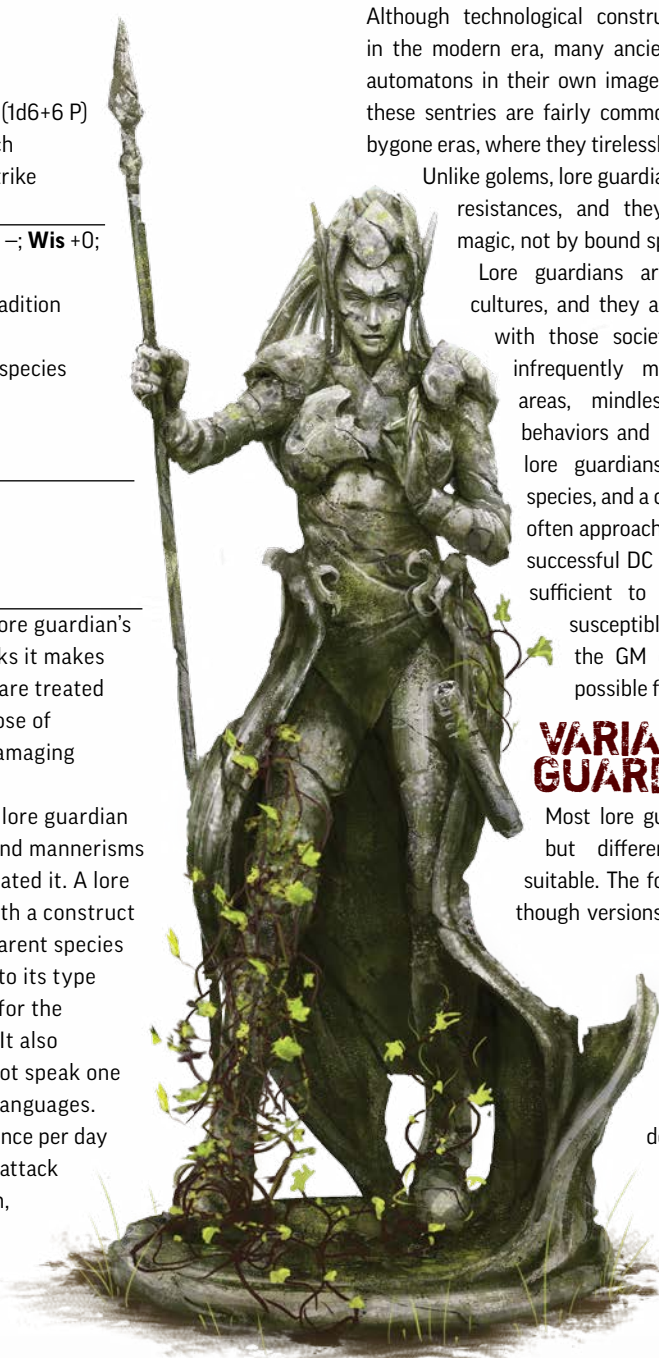 (1d6+6 P)
ch
trike
–; Wis +0;
adition
species
ore guardian's
ks it makes
are treated
ose of
amaging
lore guardian
nd mannerisms
ated it. A lore
th a construct
arent species
to its type
for the
It also
ot speak one
anguages.
nce per day
attack
n,
Although technological constru
in the modern era, many ancie
automatons in their own image
these sentries are fairly commo
bygone eras, where they tirelessl
Unlike golems, lore guardia
resistances, and they
magic, not by bound sp
Lore guardians ar
cultures, and they a
with those socie
infrequently m
areas, mindles
behaviors and
lore guardians
species, and a c
often approach
successful DC
sufficient to
susceptibl
the GM
possible f
VARIA
GUARD
Most lore gu
but differen
suitable. The fo
though versions
de